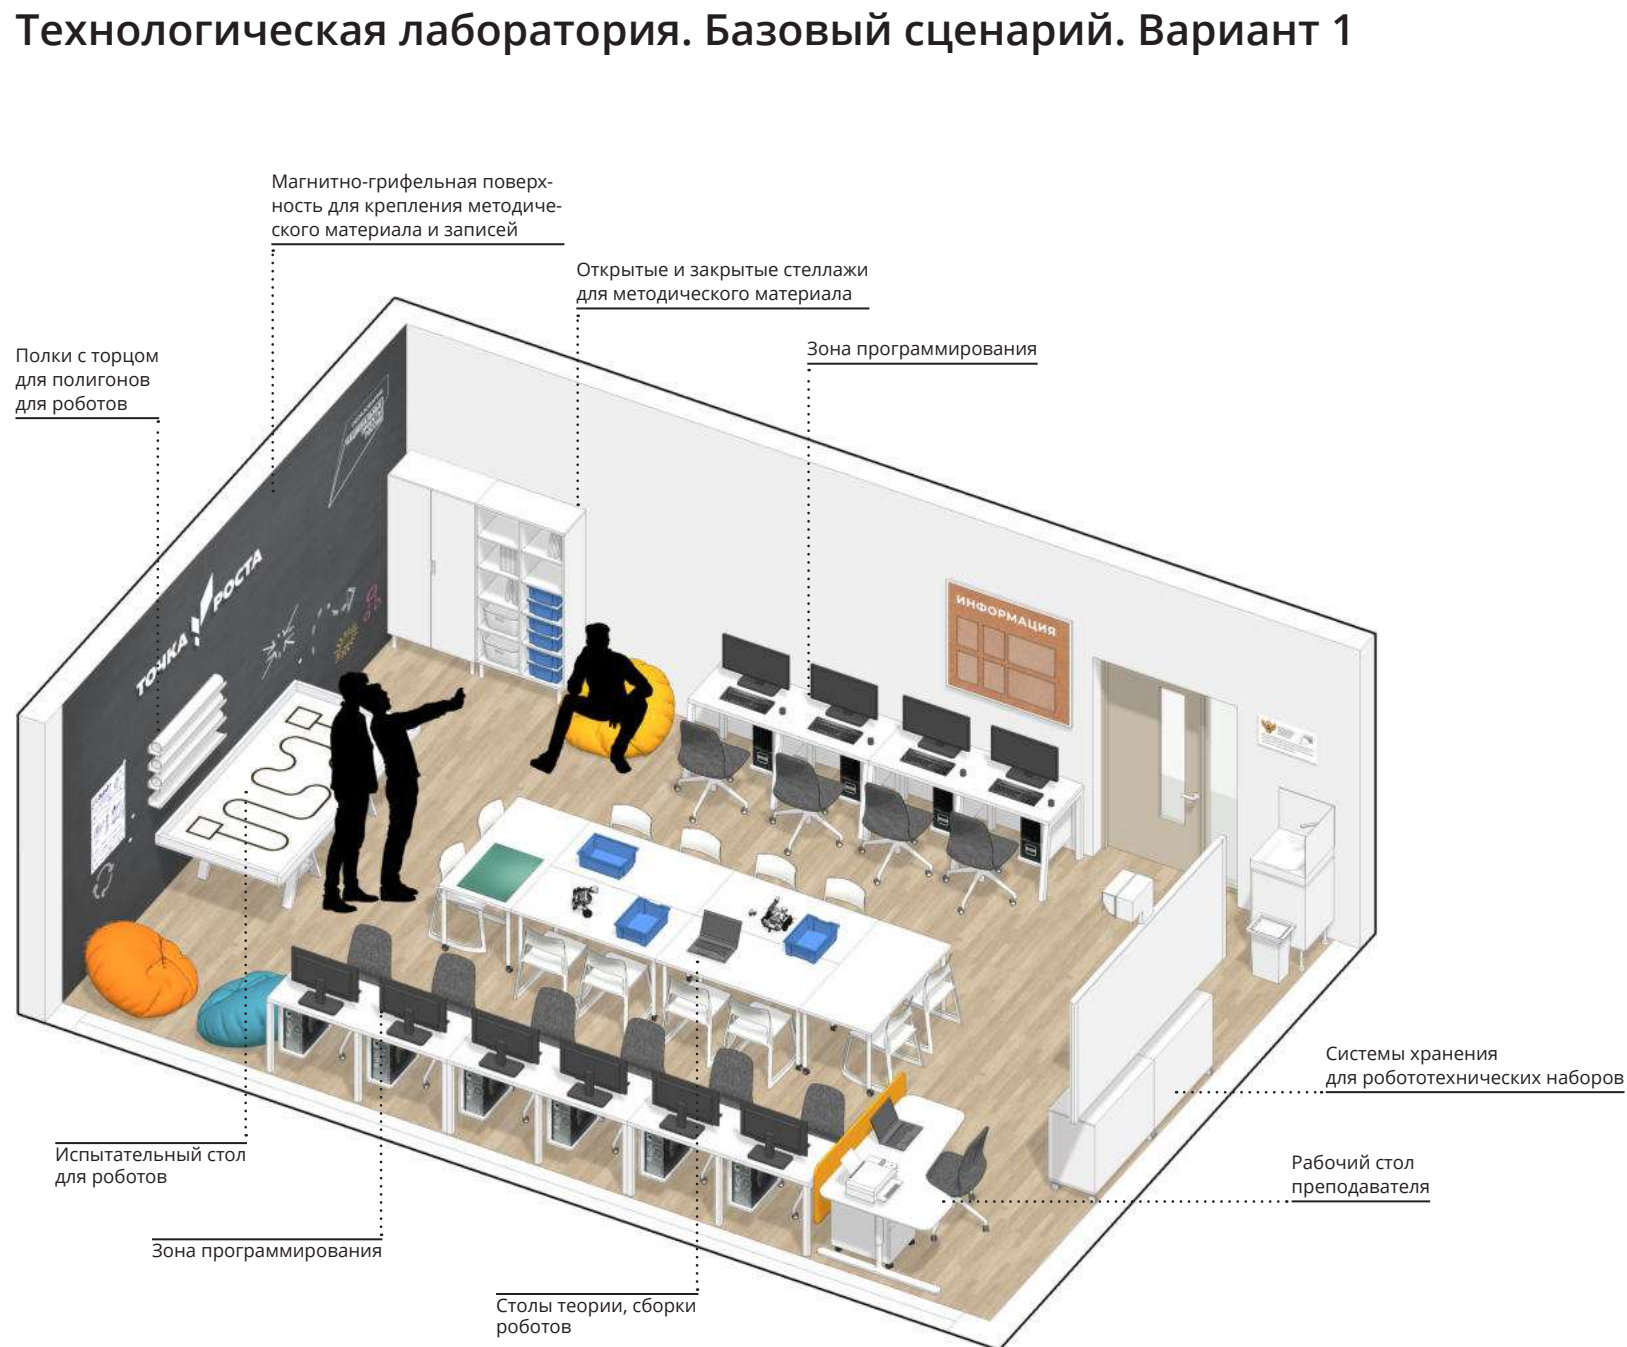 Технологическая лаборатория. Базовый сценарий. Вариант 1
Магнитно-грифельная поверх-
ность для крепления методиче-
ского материала и записей
Открытые и закрытые стеллажи
для методического материала
Зона программирования
Полки с торцом
для полигонов
для роботов
ТОЧКА РОСТА
ИНФОРМАЦИЯ
Системы хранения
для робототехнических наборов
Испытательный стол
для роботов
Рабочий стол
преподавателя
Зона программирования
Столы теории, сборки
роботов